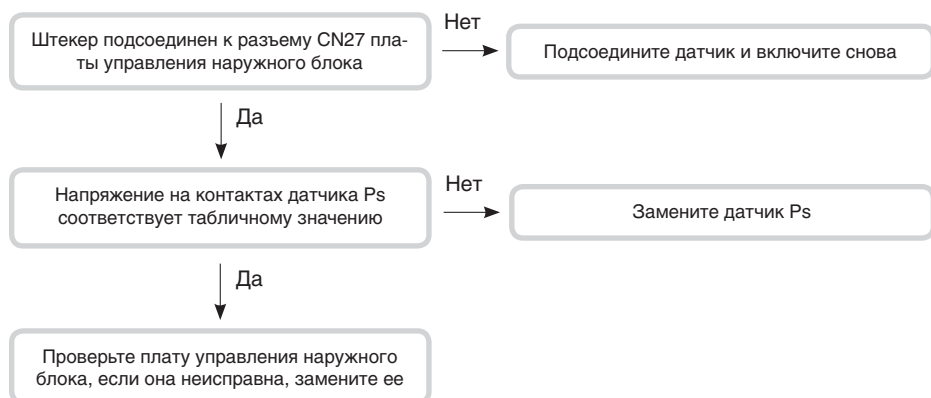 Нет
Штекер подсоединен к разъему CN27 пла-
ты управления наружного блока
Подсоедините датчик и включите снова
Да
Напряжение на контактах датчика Ps
соответствует табличному значению
Нет
Замените датчик Ps
Да
Проверьте плату управления наружного
блока, если она неисправна, замените ее